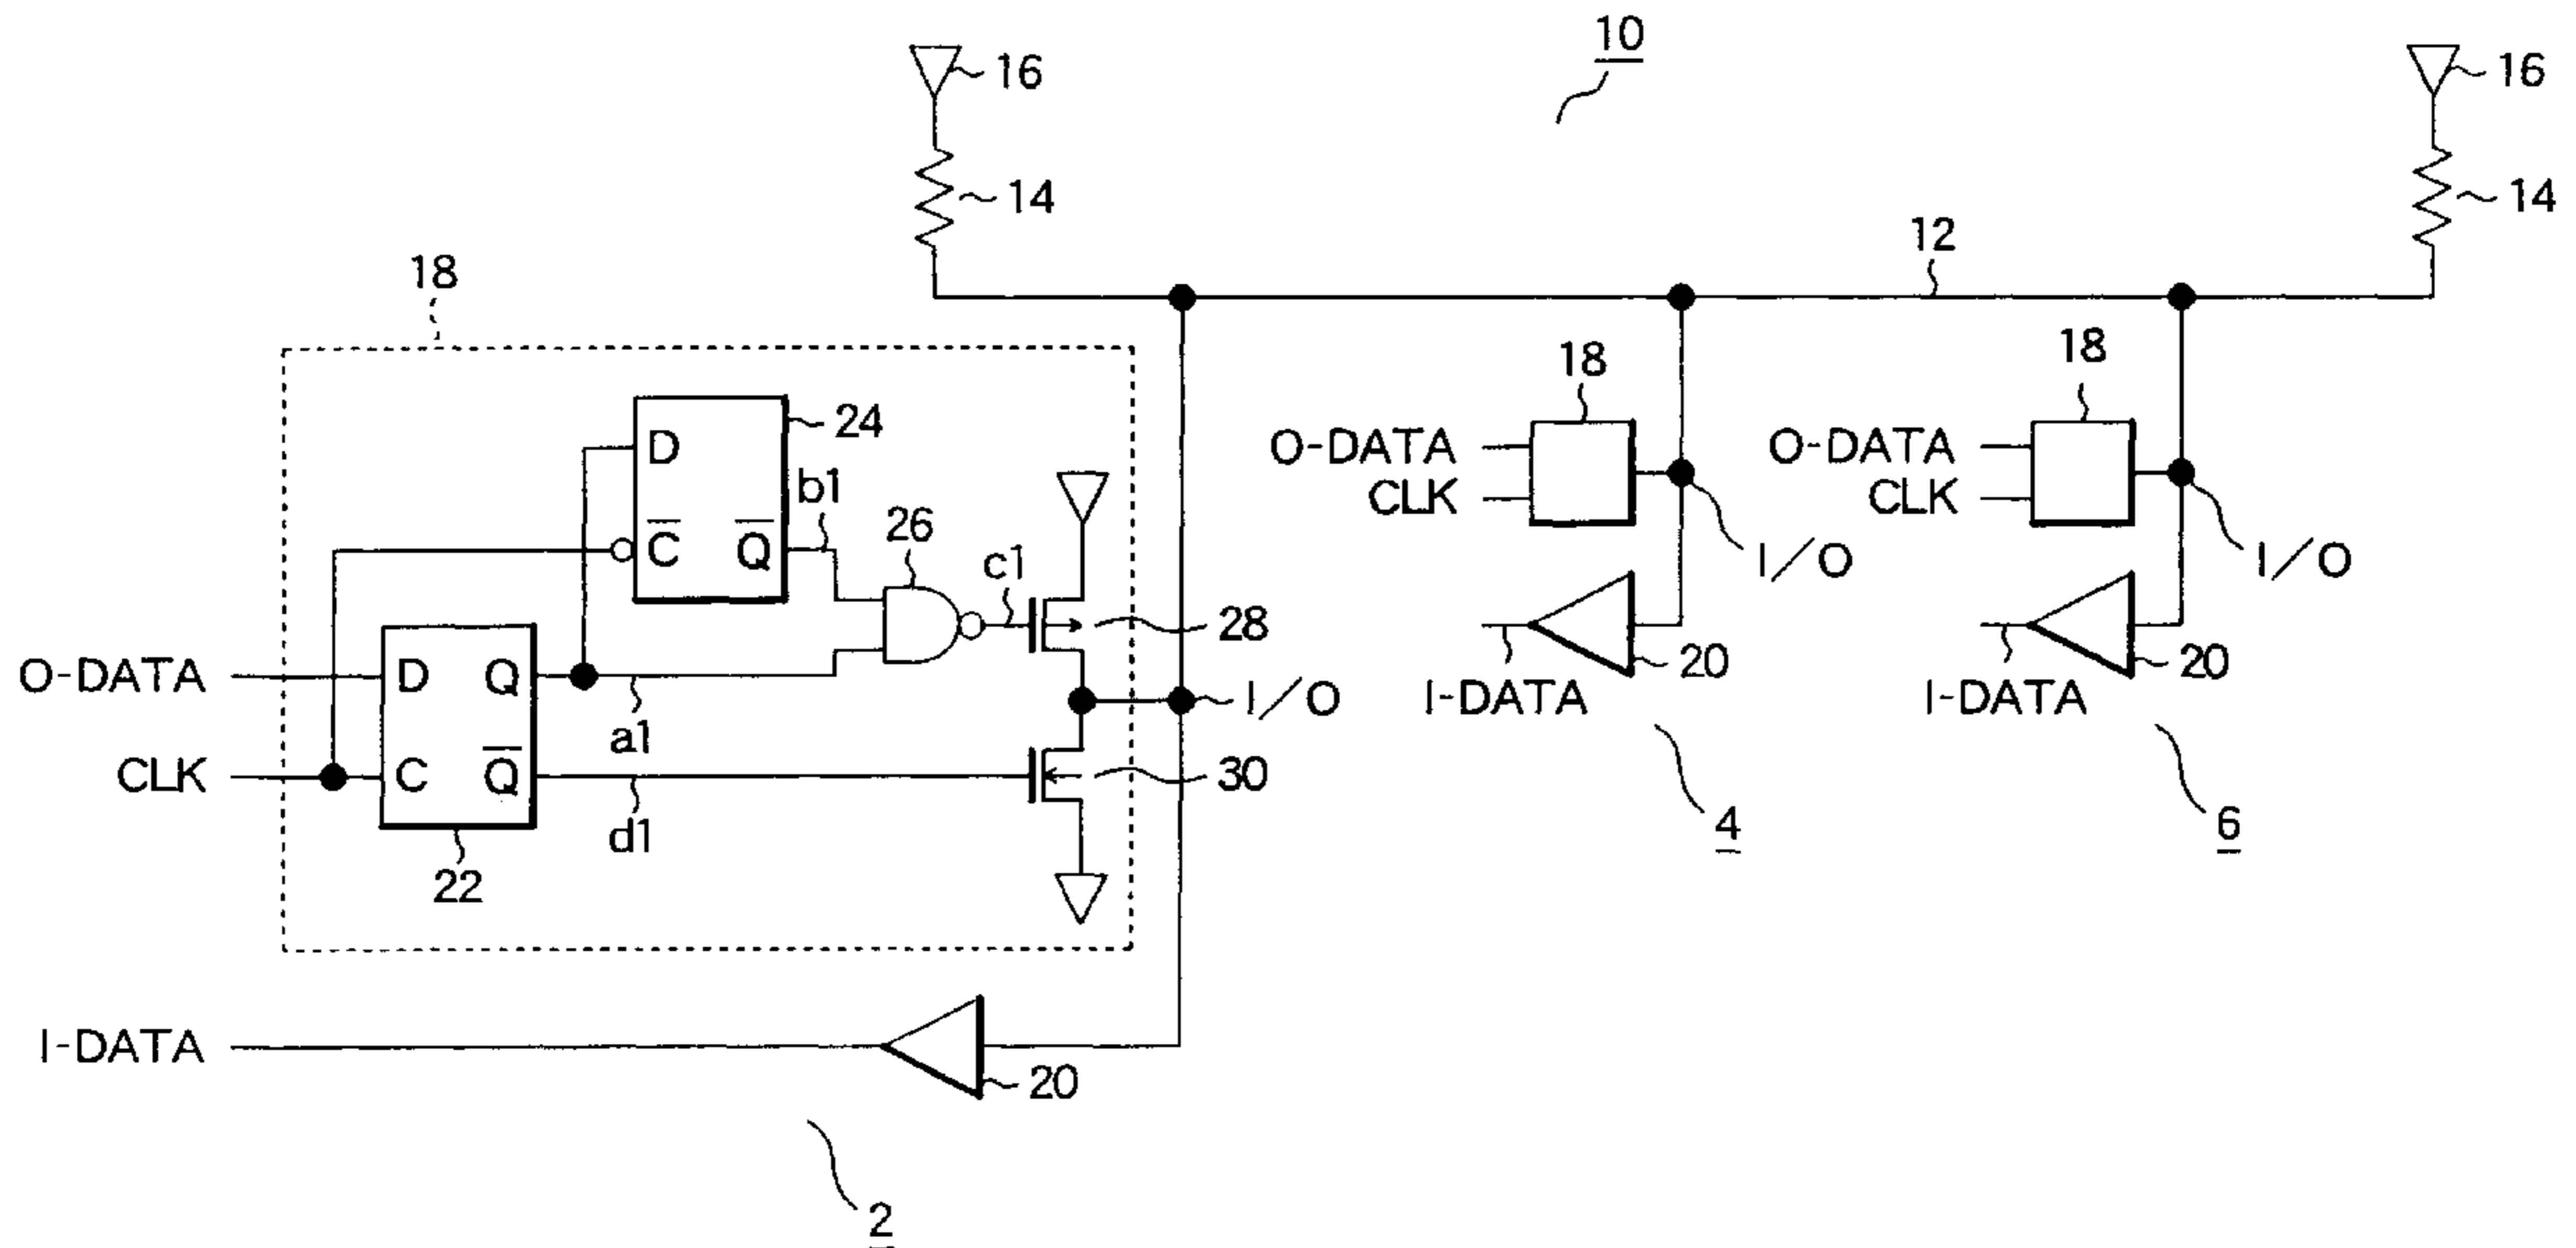 10
16
16
14
14
12
18
18
18
24
D
b1
O-DATA
CLK
O-DATA
CLK
26
C̅
Q̅
c1
I/O
I/O
28
20
20
O-DATA
D
Q
I/O
I-DATA
I-DATA
a1
CLK
C
Q̅
30
4
6
d1
22
I-DATA
20
2